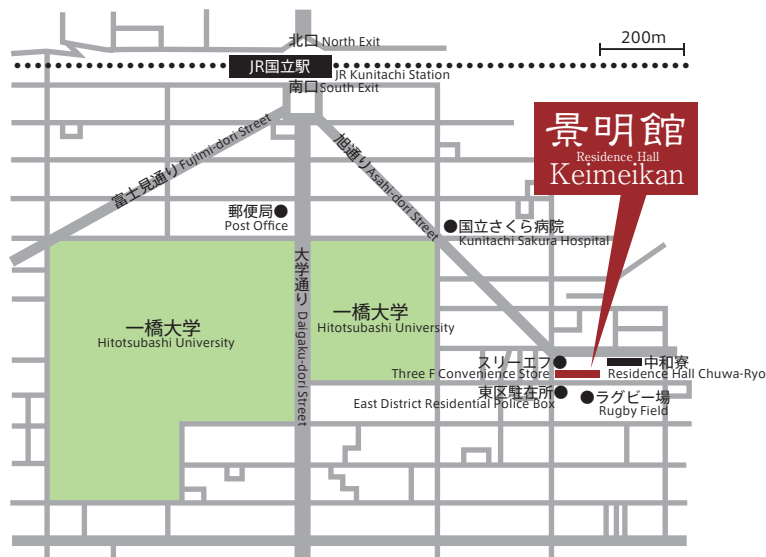 北口 North Exit
200m
JR国立駅
JR Kunitachi Station
南口 South Exit
景明館
Residence Hall
Keimeikan
富士見通り Fujimi-dori Street
旭通り Asahi-dori Street
郵便局
Post Office
国立さくら病院
Kunitachi Sakura Hospital
大学通り Daigaku-dori Street
一橋大学
Hitotsubashi University
一橋大学
Hitotsubashi University
スリーエフ
Three F Convenience Store
中和寮
Residence Hall Chuwa-Ryo
東区駐在所
East District Residential Police Box
ラグビー場
Rugby Field